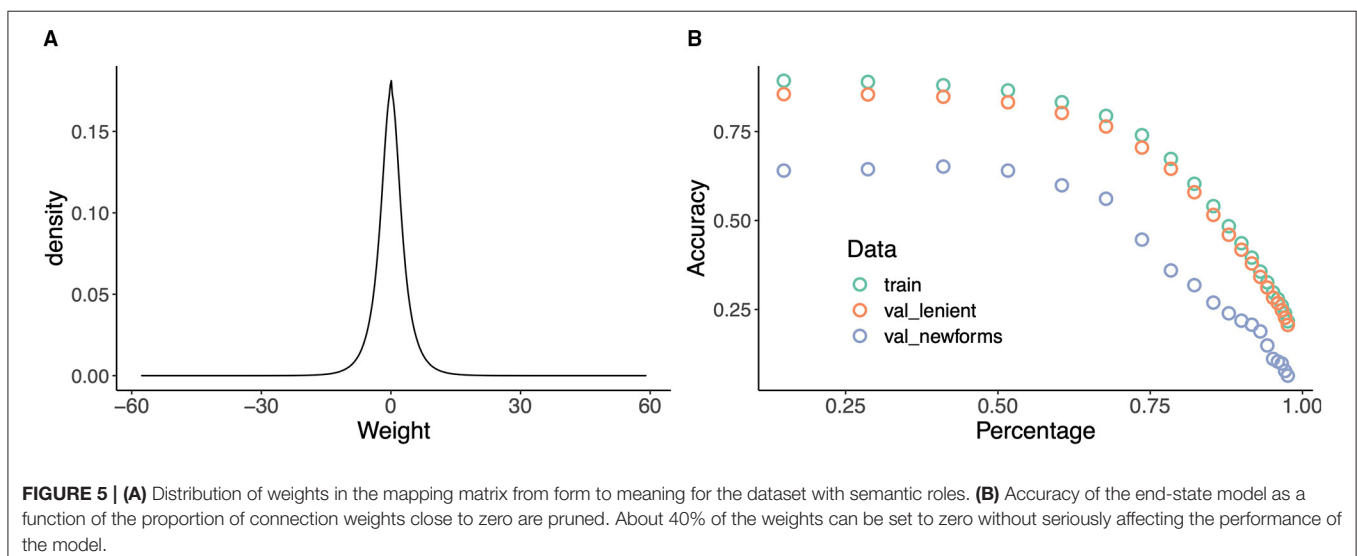 A
B
density
0.15
0.10
0.05
0.00
−60
−30
0
30
60
Weight
Accuracy
0.75
0.50
0.25
Data
train
val_lenient
val_newforms
0.25
0.50
0.75
1.00
Percentage
FIGURE 5 | (A) Distribution of weights in the mapping matrix from form to meaning for the dataset with semantic roles. (B) Accuracy of the end-state model as a
function of the proportion of connection weights close to zero are pruned. About 40% of the weights can be set to zero without seriously affecting the performance of
the model.